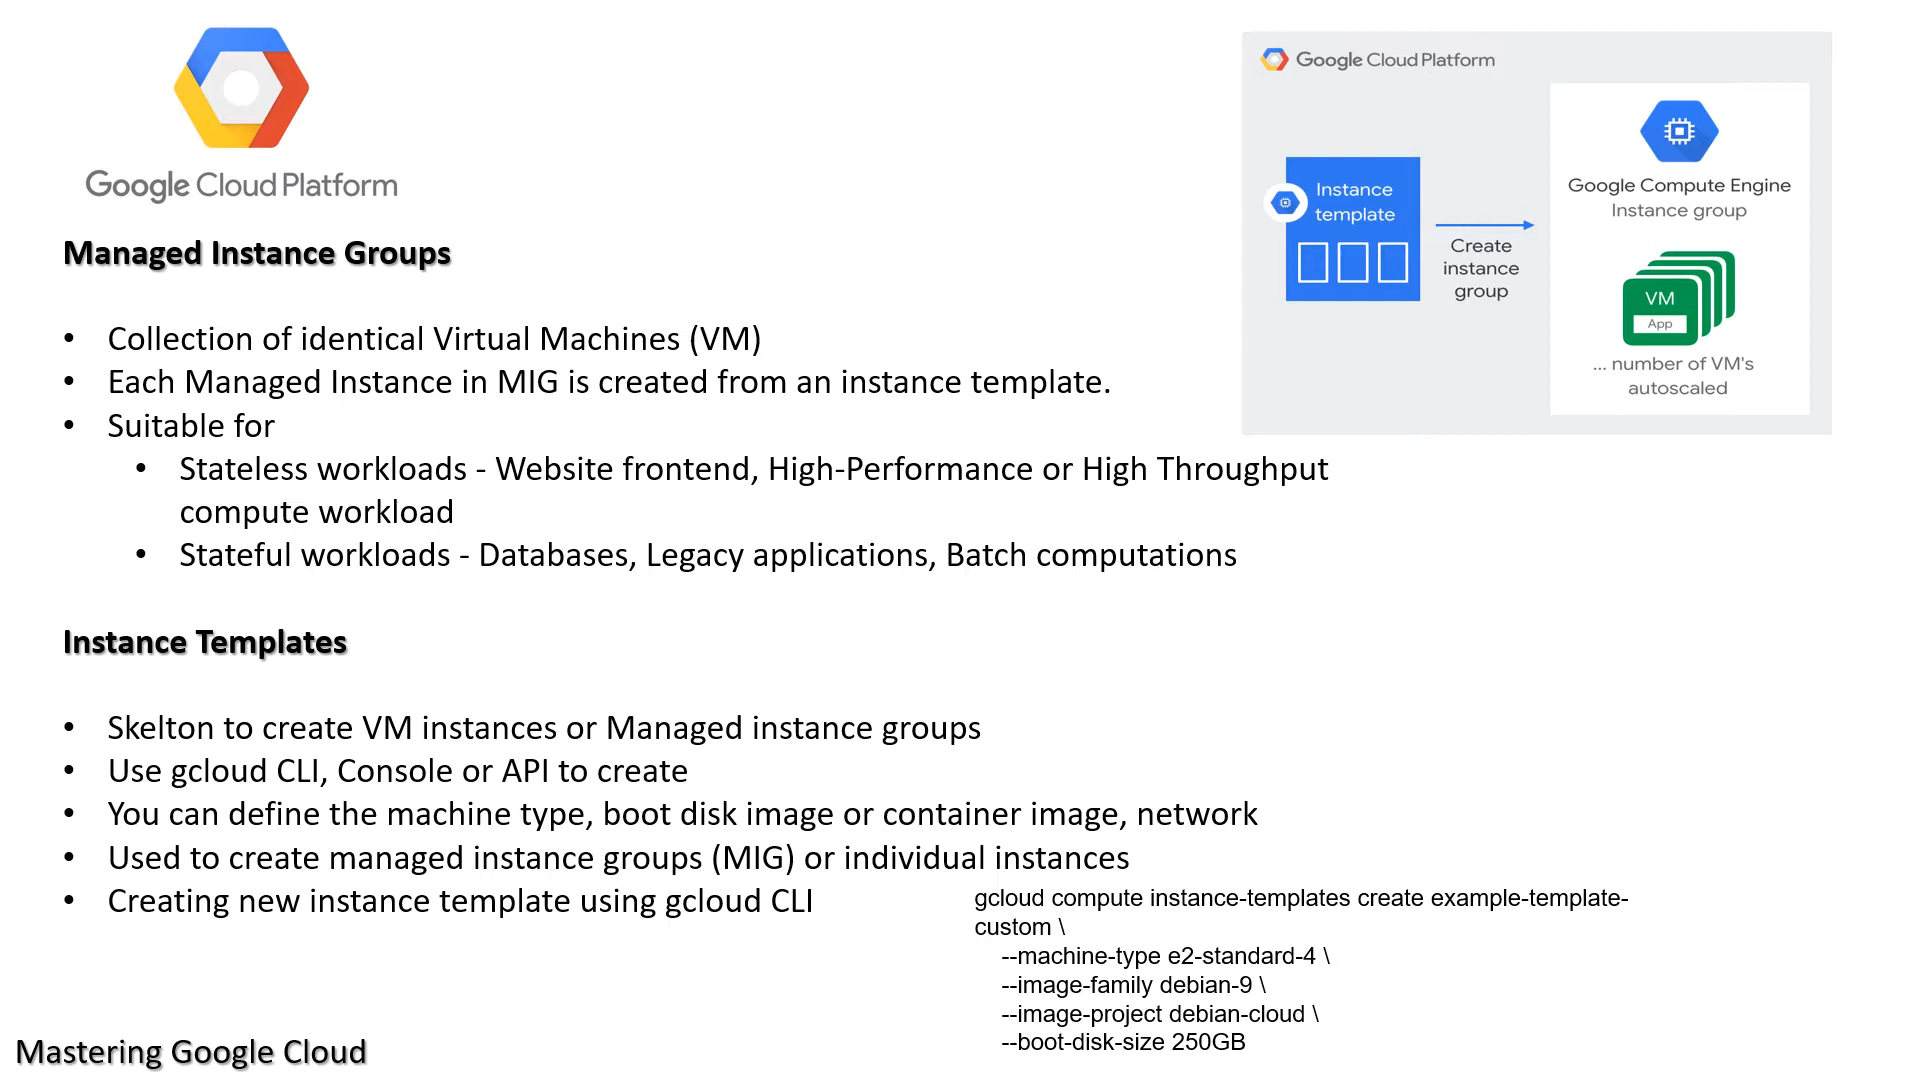 Google Cloud Platform
Managed Instance Groups
• Collection of identical Virtual Machines (VM)
• Each Managed Instance in MIG is created from an instance template.
• Suitable for
• Stateless workloads - Website frontend, High-Performance or High Throughput
compute workload
• Stateful workloads - Databases, Legacy applications, Batch computations
Google Cloud Platform
Instance
template
Create
instance
group
Google Compute Engine
Instance group
VM
App
... number of VM's
autoscaled
Instance Templates
• Skelton to create VM instances or Managed instance groups
• Use gcloud CLI, Console or API to create
• You can define the machine type, boot disk image or container image, network
• Used to create managed instance groups (MIG) or individual instances
• Creating new instance template using gcloud CLI
gcloud compute instance-templates create example-template-
custom \
--machine-type e2-standard-4 \
--image-family debian-9 \
--image-project debian-cloud \
--boot-disk-size 250GB
Mastering Google Cloud